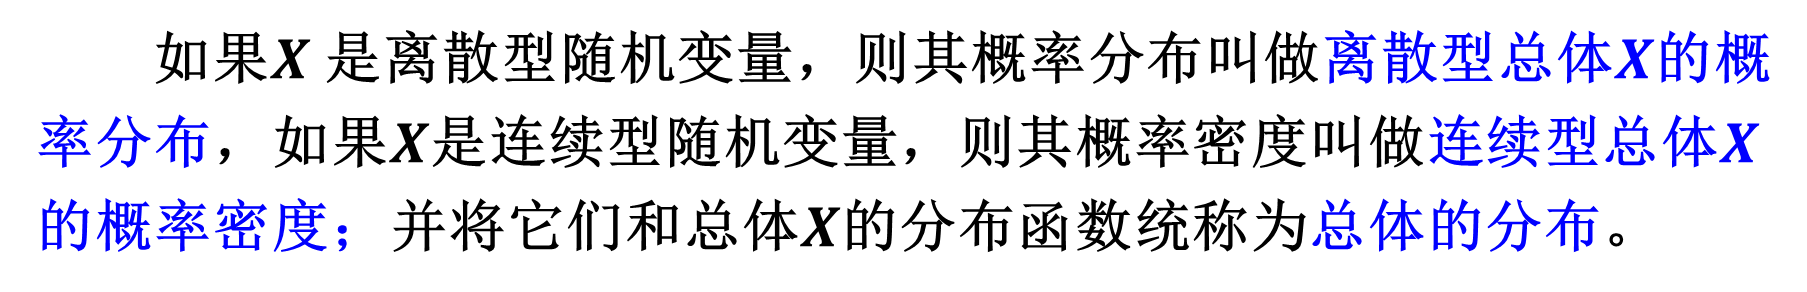 如果X 是离散型随机变量，则其概率分布叫做离散型总体X的概
率分布，如果X是连续型随机变量，则其概率密度叫做连续型总体X
的概率密度；并将它们和总体X的分布函数统称为总体的分布。